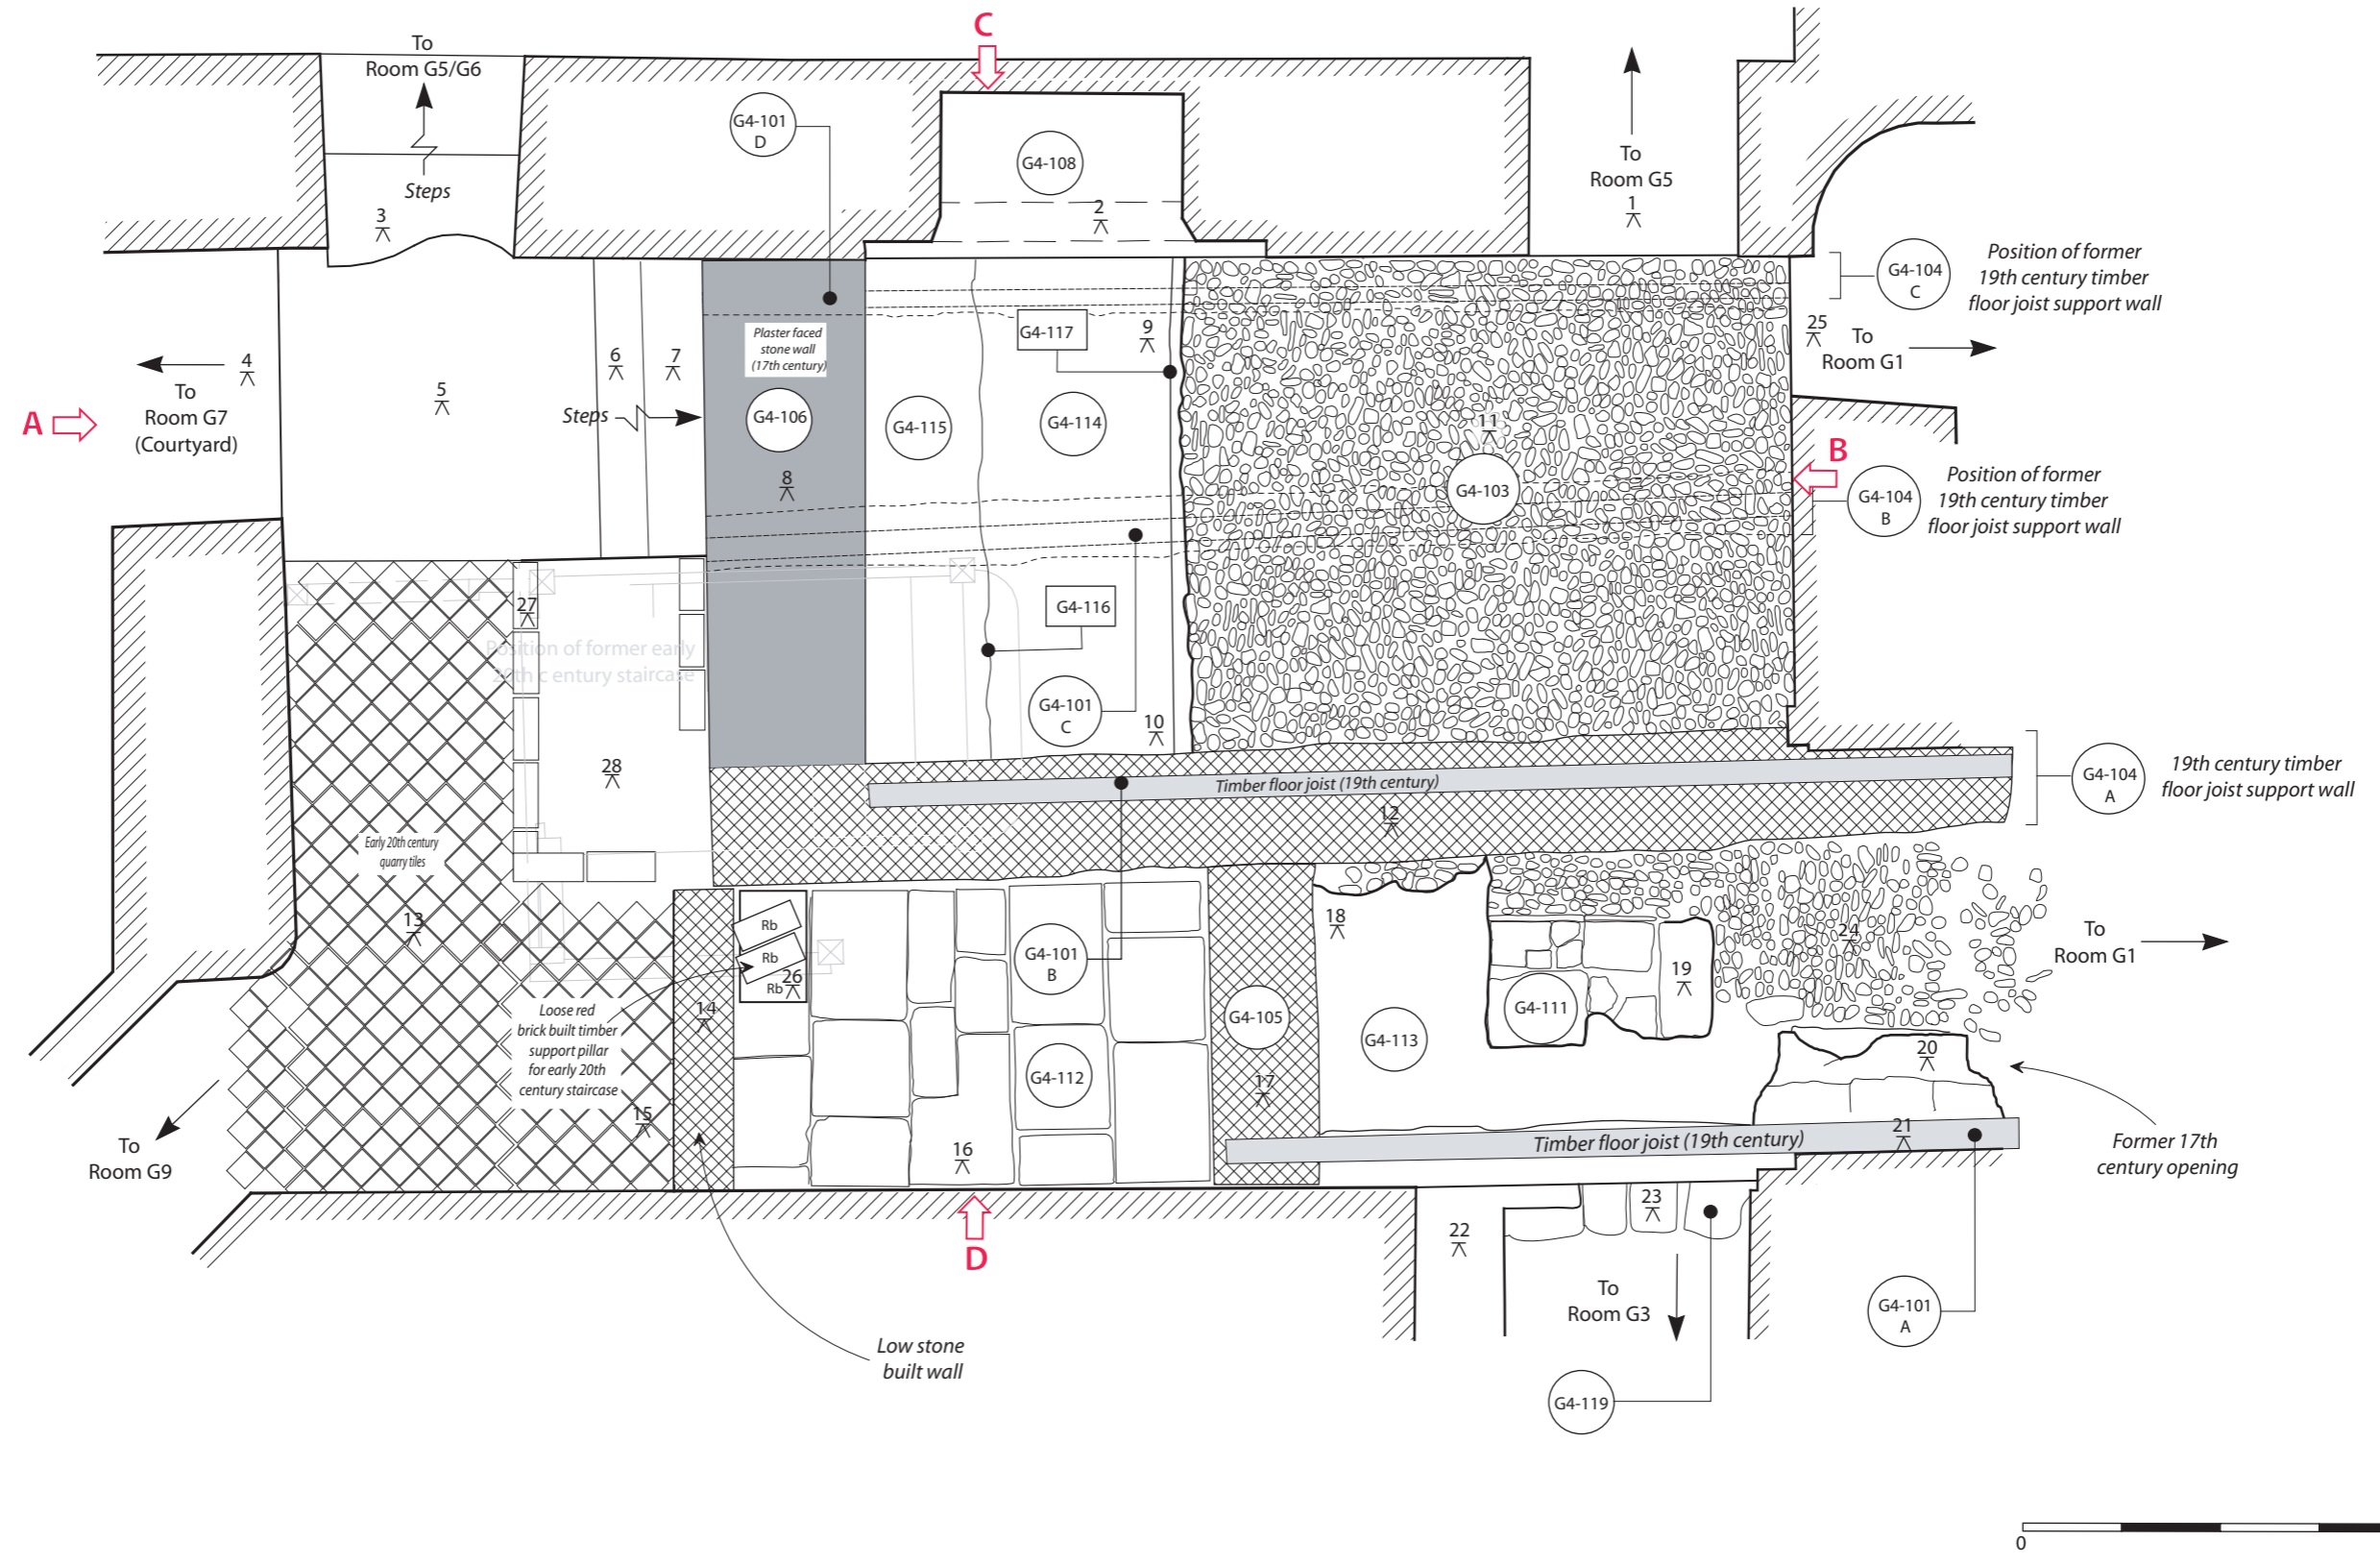 C
To
Room G5/G6
Steps
3
G4-101
D
G4-108
2
To
Room G5
1
G4-104
C
Position of former
19th century timber
floor joist support wall
25
To
Room G1
A
4
To
Room G7
(Courtyard)
5
6
7
Steps
Plaster faced
stone wall
(17th century)
G4-106
8
G4-115
G4-117
9
G4-114
11
G4-103
B
G4-104
B
Position of former
19th century timber
floor joist support wall
27
Position of former early
20th c entury staircase
28
G4-116
G4-101
C
10
Timber floor joist (19th century)
12
G4-104
A
19th century timber
floor joist support wall
Early 20th century
quarry tiles
13
Loose red
brick built timber
support pillar
for early 20th
century staircase
15
14
Rb
Rb
Rb
26
G4-101
B
G4-112
16
G4-105
17
18
G4-113
G4-111
19
24
To
Room G1
20
Timber floor joist (19th century)
21
Former 17th
century opening
To
Room G9
D
22
23
To
Room G3
G4-101
A
Low stone
built wall
G4-119
0